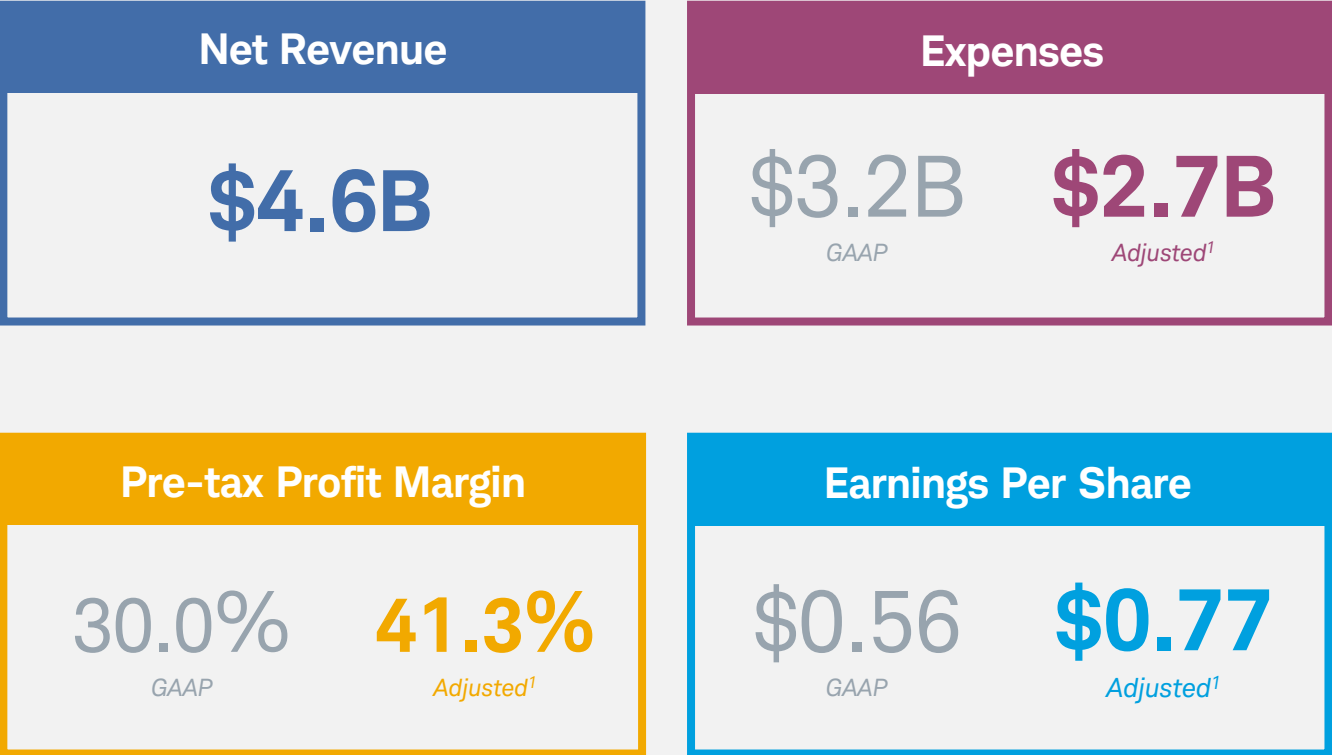 Net Revenue
$4.6B
Expenses
$3.2B $2.7B
GAAP Adjusted¹
Pre-tax Profit Margin
30.0% 41.3%
GAAP Adjusted¹
Earnings Per Share
$0.56 $0.77
GAAP Adjusted¹